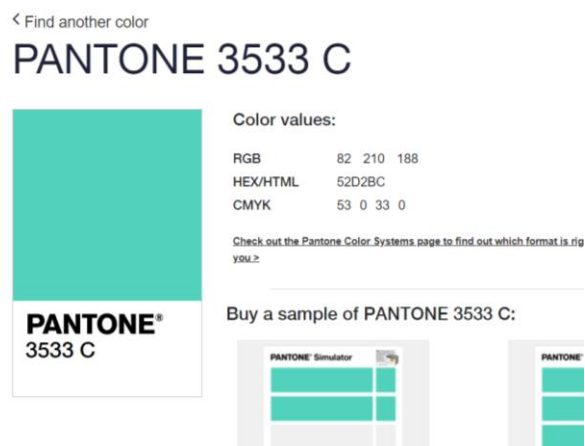 < Find another color
PANTONE 3533 C
Color values:
RGB 82 210 188
HEX/HTML 52D2BC
CMYK 53 0 33 0
Check out the Pantone Color Systems page to find out which format is rig
you >
PANTONE®
3533 C
Buy a sample of PANTONE 3533 C:
PANTONE® Simulator
PANTONE®